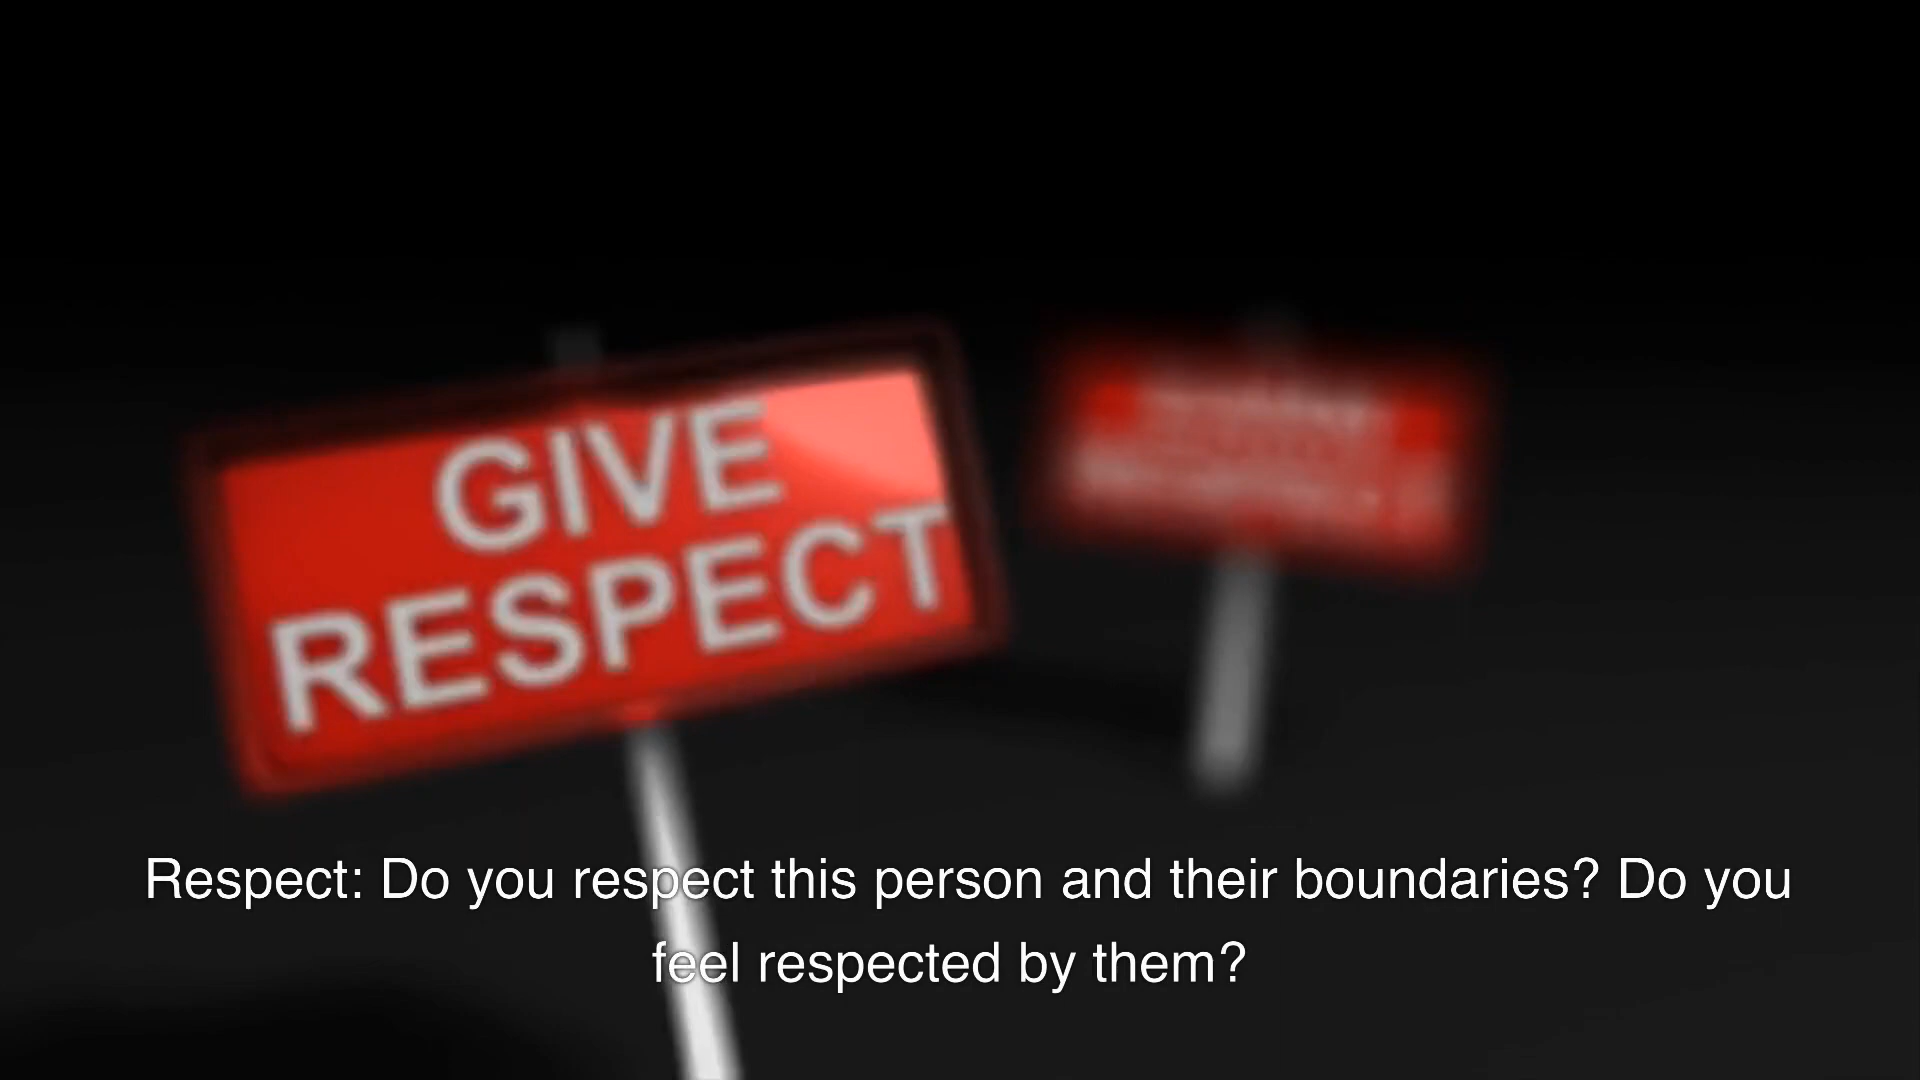 GIVE
RESPECT
Respect: Do you respect this person and their boundaries? Do you
feel respected by them?